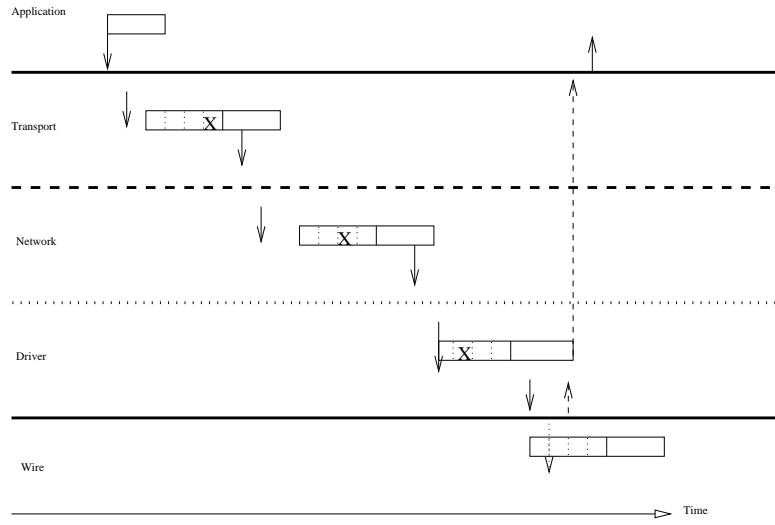 Application
Transport
X
Network
X
Driver
X
Wire
Time